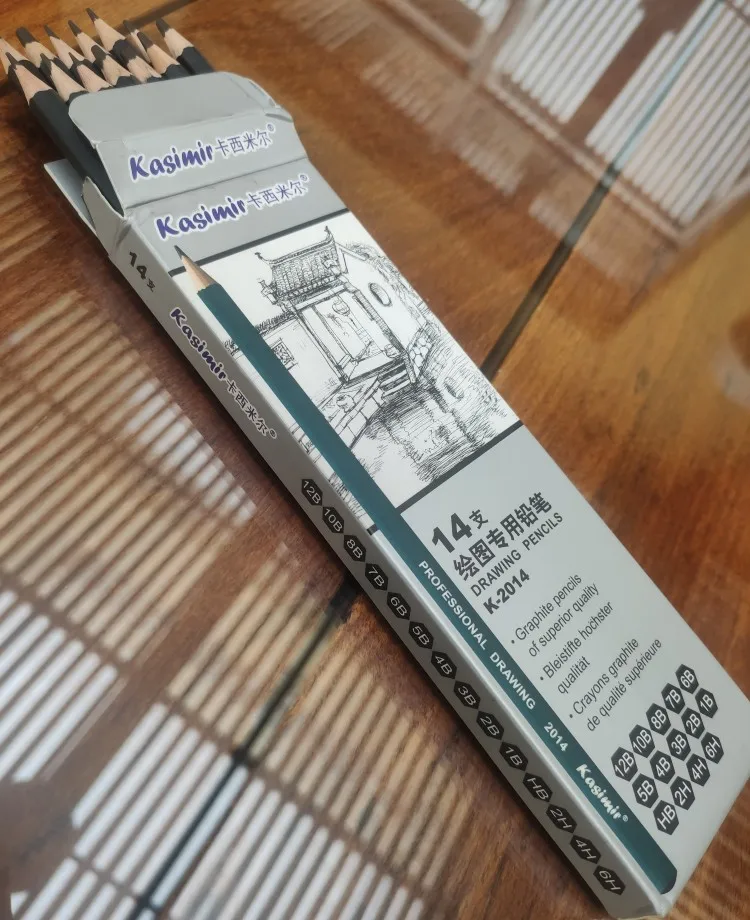 Kasimir卡西米尔®
Kasimir卡西米尔®
14支
Kasimir卡西米尔®
12B 10B 8B 7B 6B 5B 4B 3B 2B 1B HB 2H 4H 6H
PROFESSIONAL DRAWING 2014 Kasimir®
14支
绘图专用铅笔
DRAWING PENCILS
K-2014
· Graphite pencils
of superior quality
· Bleistifte hochster
qualitat
· Crayons graphite
de qualité supérieure
12B 10B 8B 7B 6B
5B 4B 3B 2B 1B
HB 2H 4H 6H